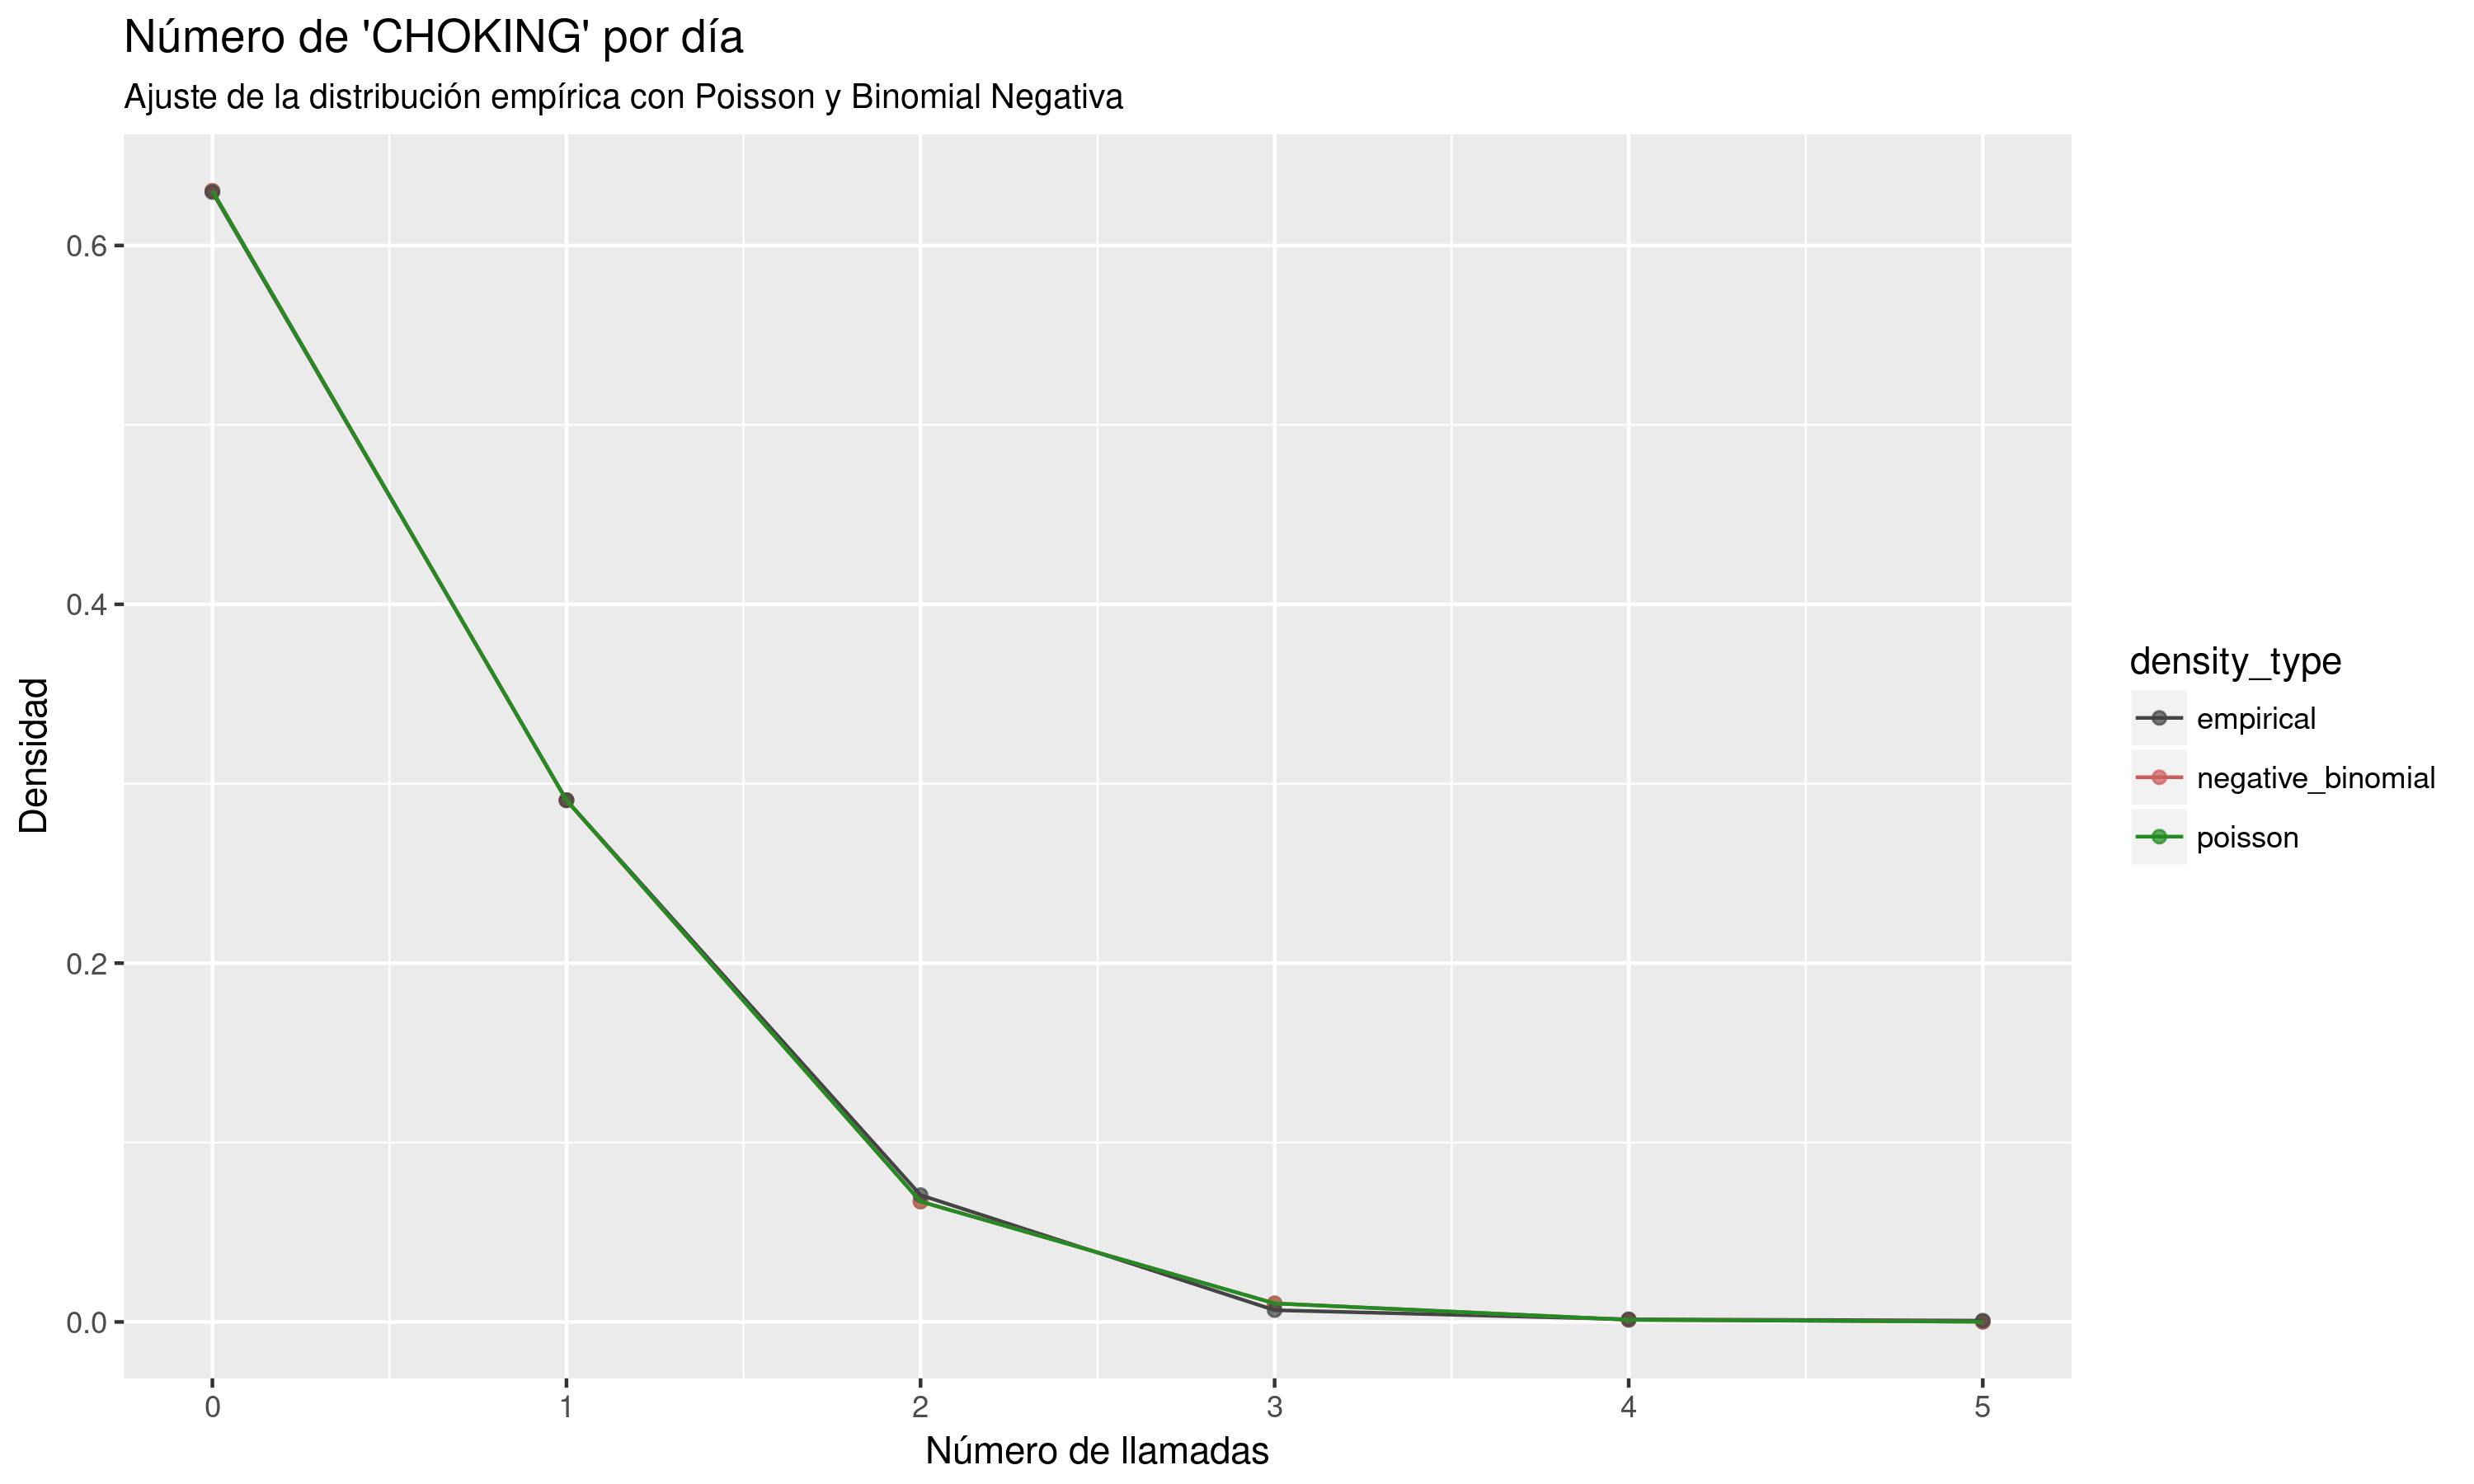 Número de 'CHOKING' por día
Ajuste de la distribución empírica con Poisson y Binomial Negativa
0.6
0.4
0.2
0.0
Densidad
0 1 2 3 4 5
Número de llamadas
density_type
empirical
negative_binomial
poisson